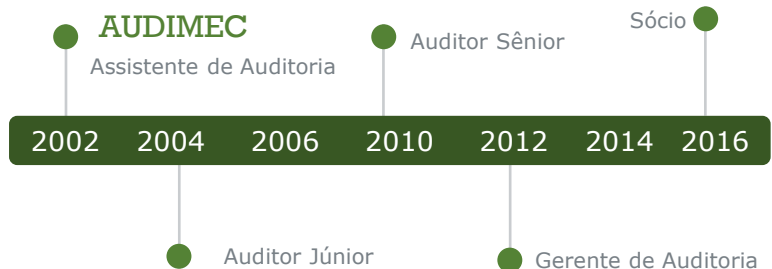 AUDIMEC
Assistente de Auditoria
Auditor Sênior
Sócio
2002 2004 2006 2010 2012 2014 2016
Auditor Júnior
Gerente de Auditoria